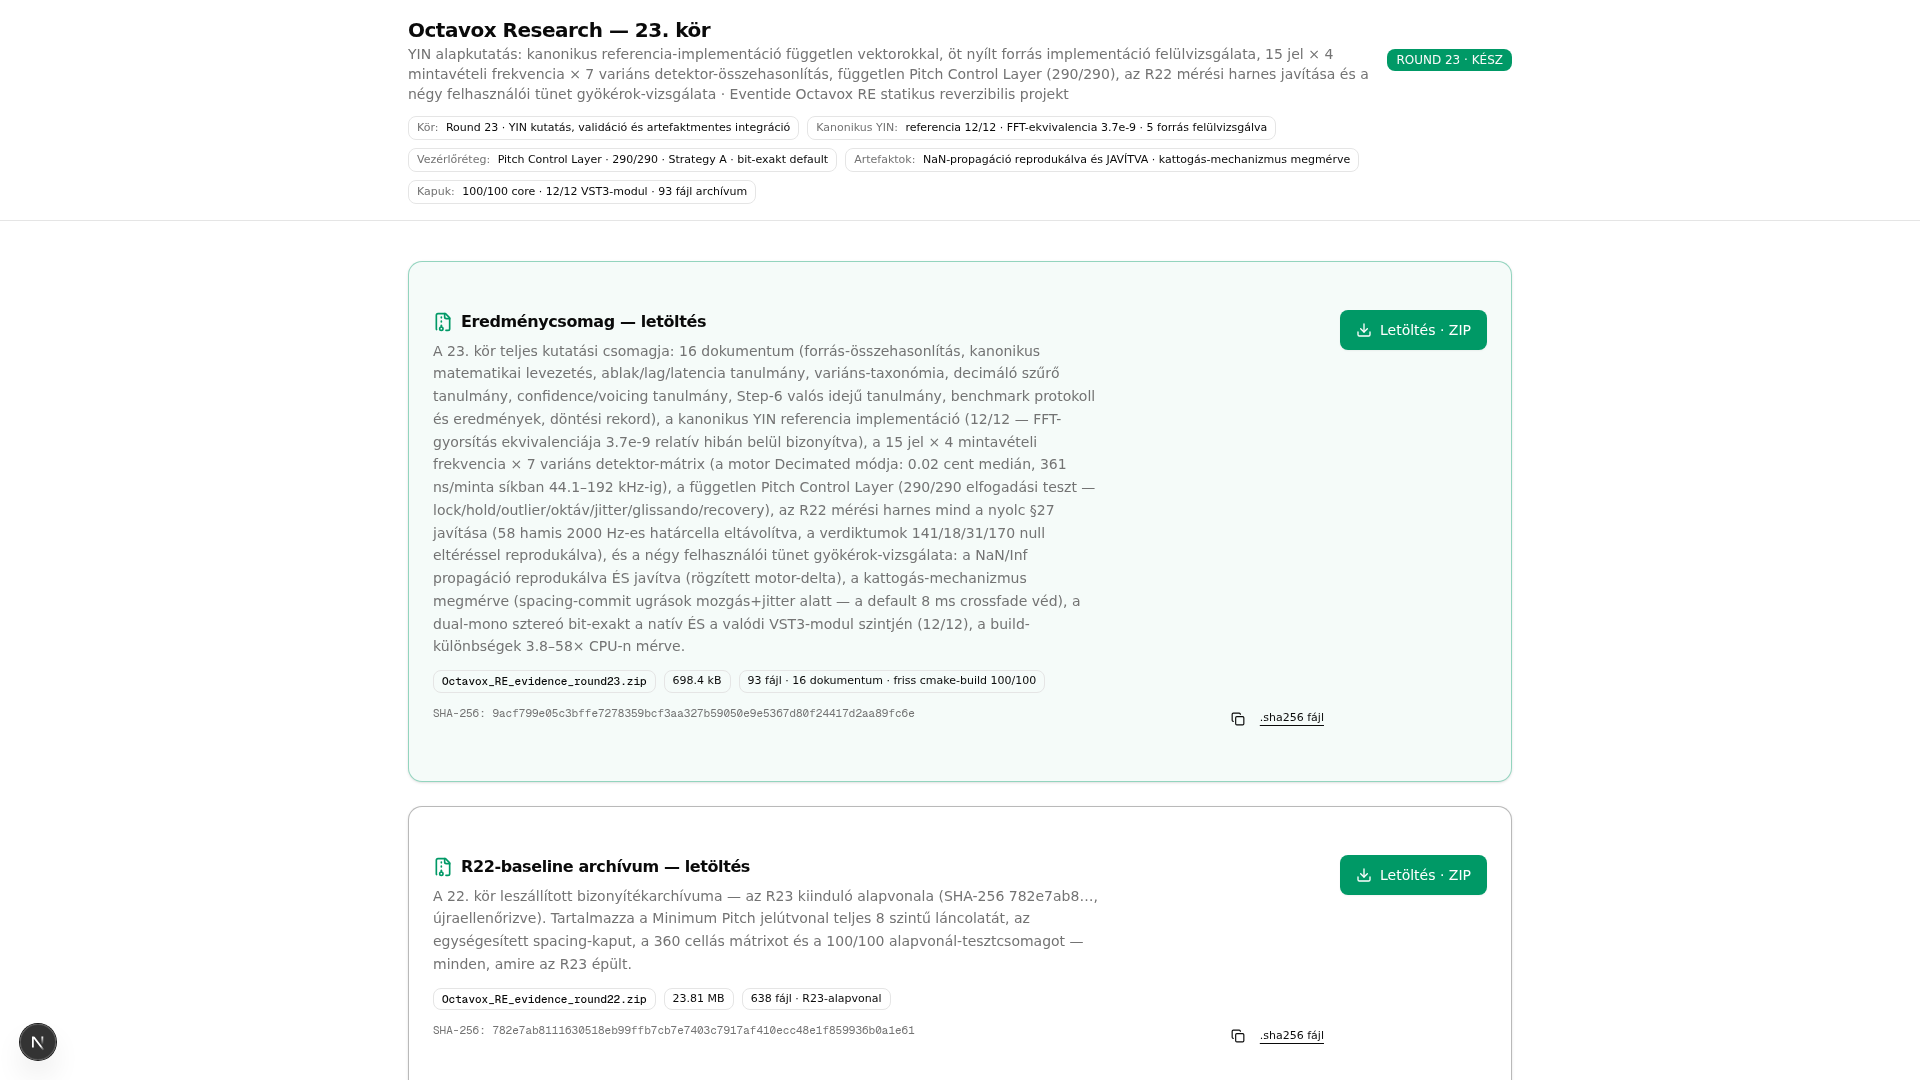 Octavox Research — 23. kör
YIN alapkutatás: kanonikus referencia-implementáció független vektorokkal, öt nyílt forrás implementáció felülvizsgálata, 15 jel × 4
mintavételi frekvencia × 7 variáns detektor-összehasonlítás, független Pitch Control Layer (290/290), az R22 mérési harnes javítása és a
négy felhasználói tünet gyökérok-vizsgálata · Eventide Octavox RE statikus reverzibilis projekt
ROUND 23 · KÉSZ
Kör: Round 23 · YIN kutatás, validáció és artefaktmentes integráció
Kanonikus YIN: referencia 12/12 · FFT-ekvivalencia 3.7e-9 · 5 forrás felülvizsgálva
Vezérlőréteg: Pitch Control Layer · 290/290 · Strategy A · bit-exakt default
Artefaktok: NaN-propagáció reprodukálva és JAVÍTVA · kattogás-mechanizmus megmérve
Kapuk: 100/100 core · 12/12 VST3-modul · 93 fájl archívum
Eredménycsomag — letöltés
Letöltés · ZIP
A 23. kör teljes kutatási csomagja: 16 dokumentum (forrás-összehasonlítás, kanonikus
matematikai levezetés, ablak/lag/latencia tanulmány, variáns-taxonómia, decimáló szűrő
tanulmány, confidence/voicing tanulmány, Step-6 valós idejű tanulmány, benchmark protokoll
és eredmények, döntési rekord), a kanonikus YIN referencia implementáció (12/12 — FFT-
gyorsítás ekvivalenciája 3.7e-9 relatív hibán belül bizonyítva), a 15 jel × 4 mintavételi
frekvencia × 7 variáns detektor-mátrix (a motor Decimated módja: 0.02 cent medián, 361
ns/minta síkban 44.1–192 kHz-ig), a független Pitch Control Layer (290/290 elfogadási teszt —
lock/hold/outlier/oktáv/jitter/glissando/recovery), az R22 mérési harnes mind a nyolc §27
javítása (58 hamis 2000 Hz-es határcella eltávolítva, a verdiktumok 141/18/31/170 null
eltéréssel reprodukálva), és a négy felhasználói tünet gyökérok-vizsgálata: a NaN/Inf
propagáció reprodukálva ÉS javítva (rögzített motor-delta), a kattogás-mechanizmus
megmérve (spacing-commit ugrások mozgás+jitter alatt — a default 8 ms crossfade véd), a
dual-mono sztereó bit-exakt a natív ÉS a valódi VST3-modul szintjén (12/12), a build-
különbségek 3.8–58× CPU-n mérve.
Octavox_RE_evidence_round23.zip
698.4 kB
93 fájl · 16 dokumentum · friss cmake-build 100/100
SHA-256: 9acf799e05c3bffe7278359bcf3aa327b59050e9e5367d80f24417d2aa89fc6e
.sha256 fájl
R22-baseline archívum — letöltés
Letöltés · ZIP
A 22. kör leszállított bizonyítékarchívuma — az R23 kiinduló alapvonala (SHA-256 782e7ab8…,
újraellenőrizve). Tartalmazza a Minimum Pitch jelútvonal teljes 8 szintű láncolatát, az
egységesített spacing-kaput, a 360 cellás mátrixot és a 100/100 alapvonál-tesztcsomagot —
minden, amire az R23 épült.
Octavox_RE_evidence_round22.zip
23.81 MB
638 fájl · R23-alapvonal
SHA-256: 782e7ab8111630518eb99ffb7cb7e7403c7917af410ecc48e1f859936b0a1e61
.sha256 fájl